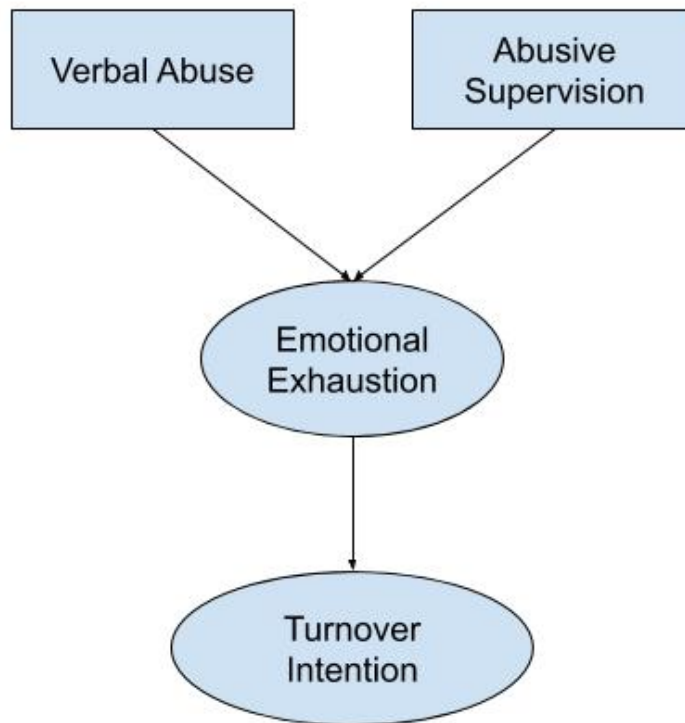 Verbal Abuse
Abusive
Supervision
Emotional
Exhaustion
Turnover
Intention